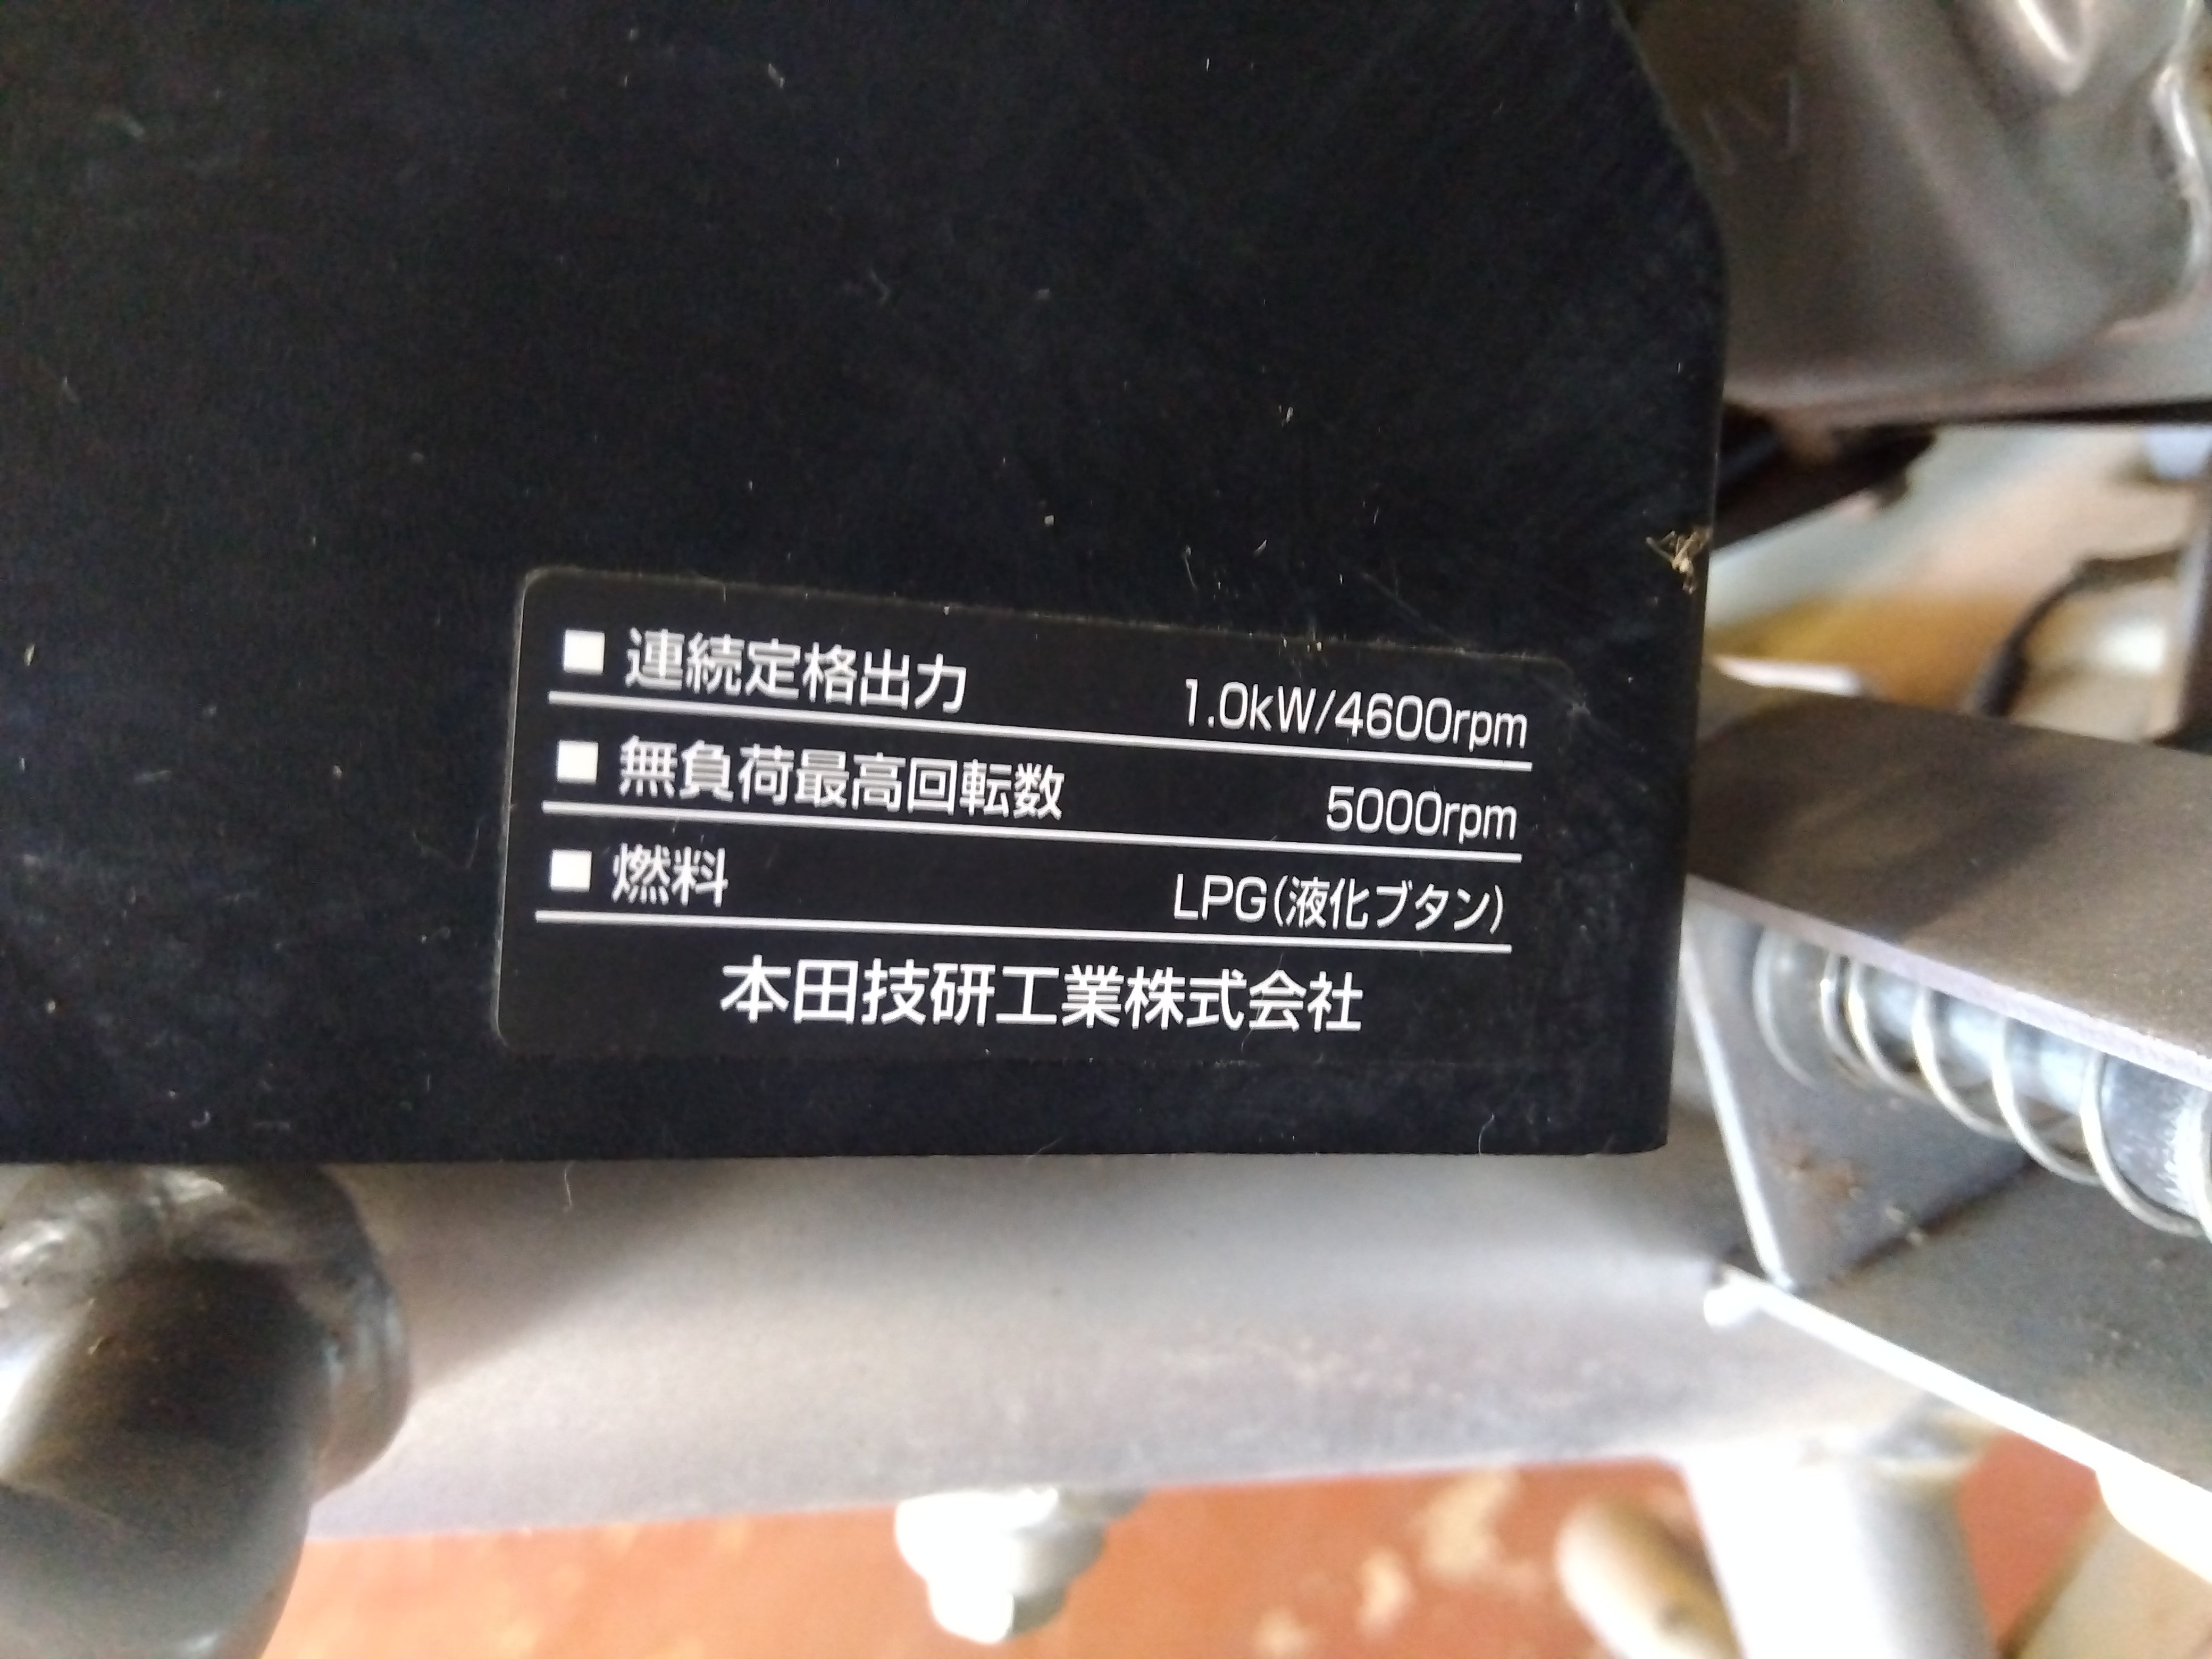 ■ 連続定格出力 1.0kW/4600rpm
■ 無負荷最高回転数 5000rpm
■ 燃料 LPG(液化ブタン)
本田技研工業株式会社